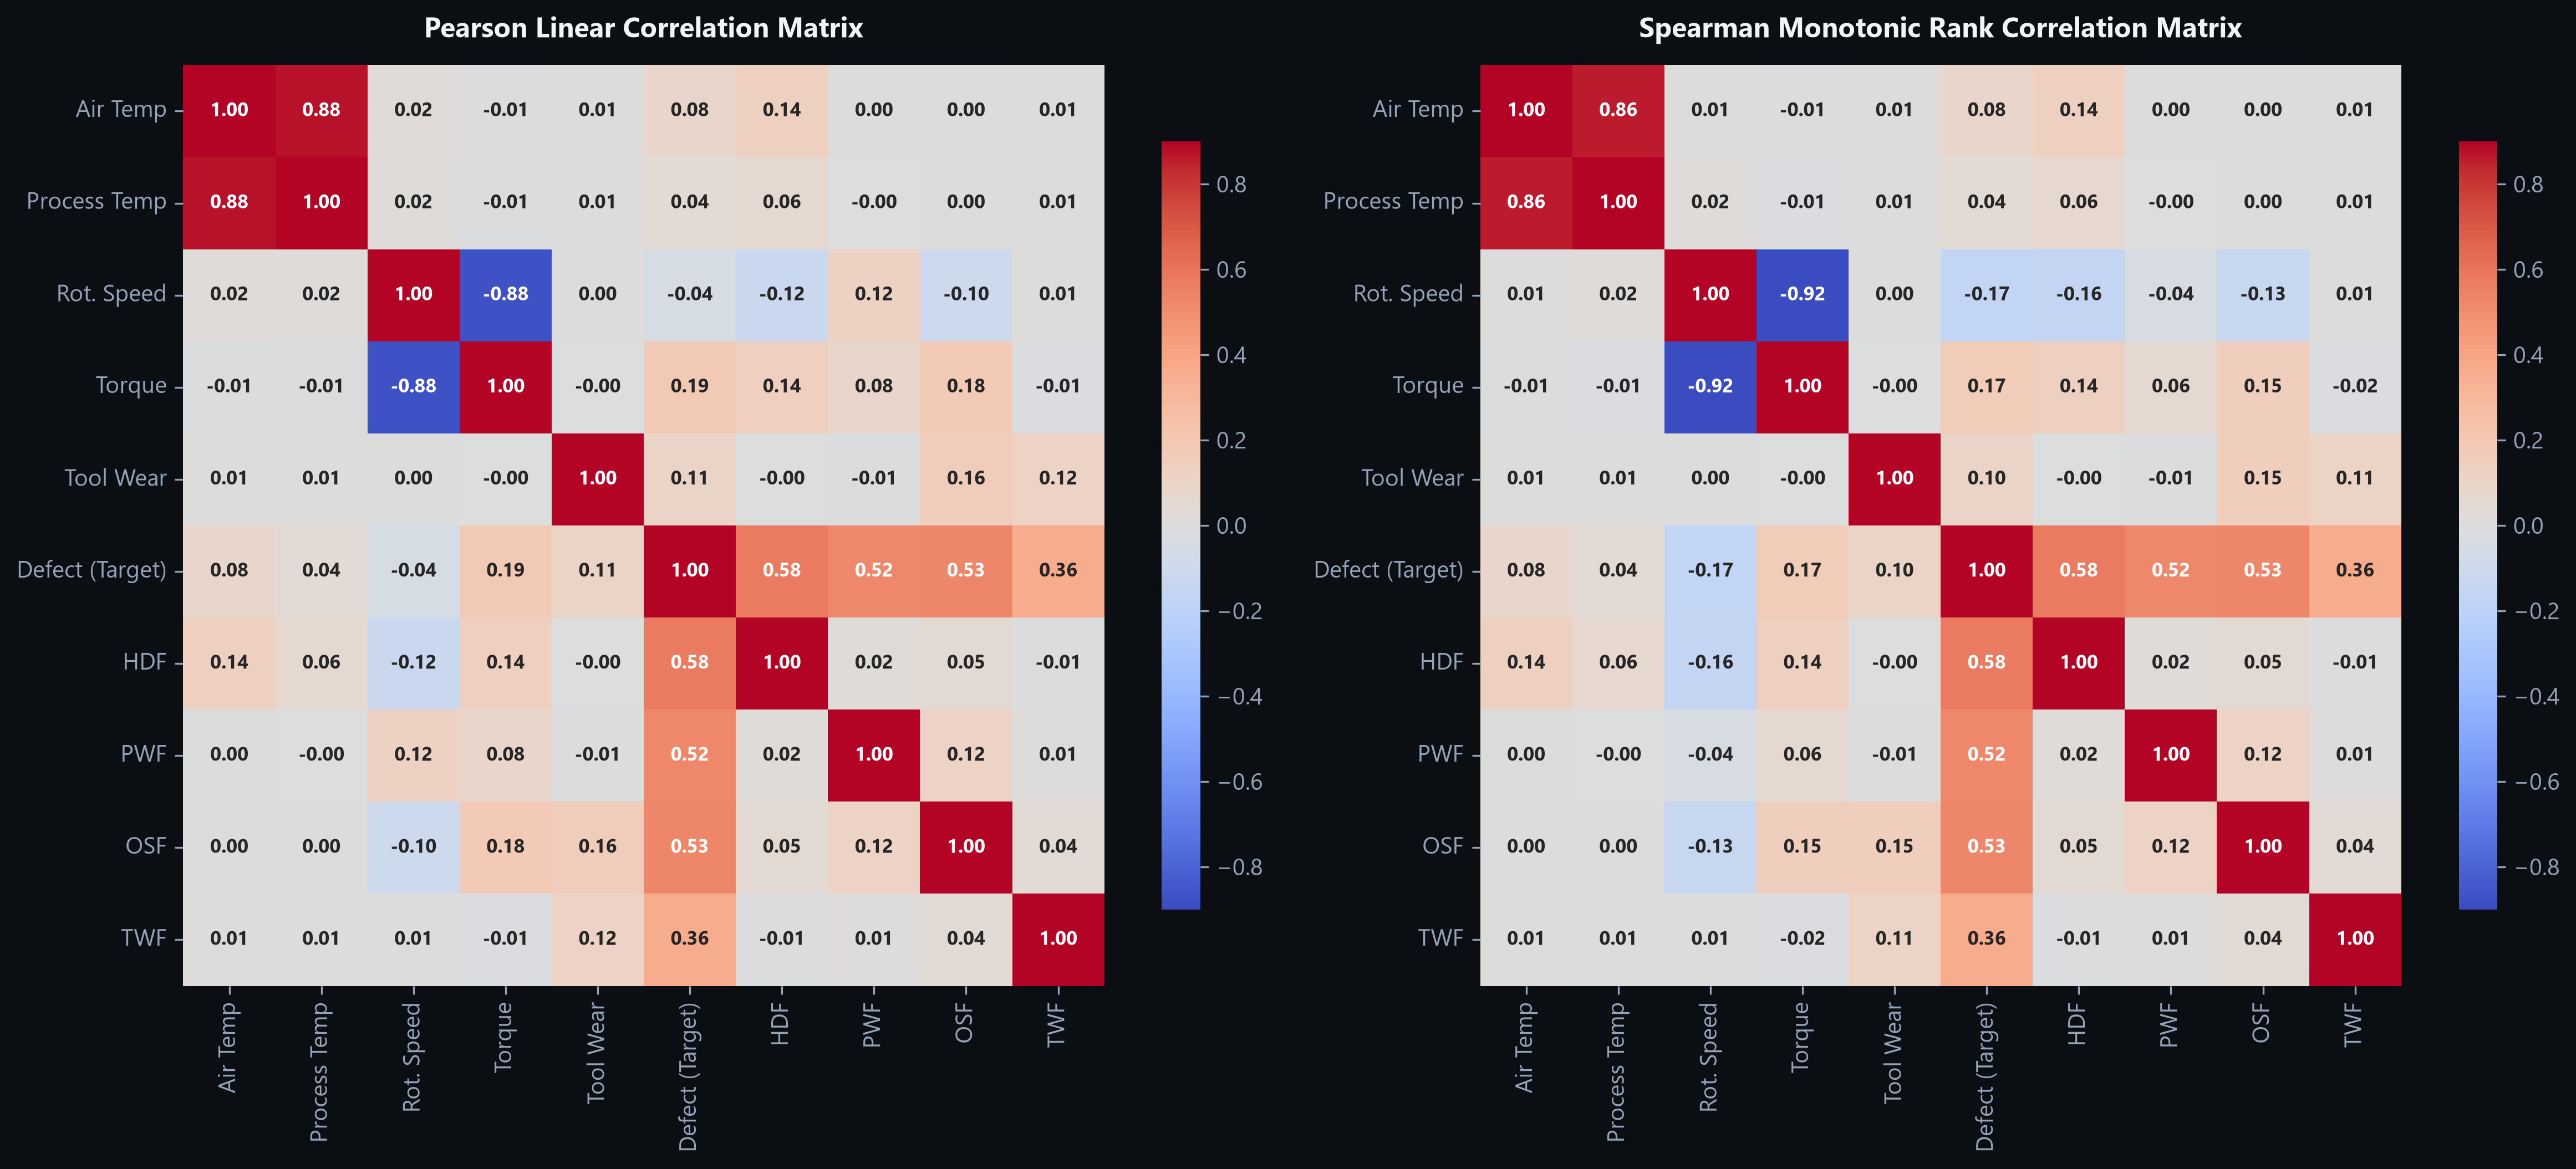 Pearson Linear Correlation Matrix
Air Temp 1.00 0.88 0.02 -0.01 0.01 0.08 0.14 0.00 0.00 0.01
Process Temp 0.88 1.00 0.02 -0.01 0.01 0.04 0.06 -0.00 0.00 0.01
Rot. Speed 0.02 0.02 1.00 -0.88 0.00 -0.04 -0.12 0.12 -0.10 0.01
Torque -0.01 -0.01 -0.88 1.00 -0.00 0.19 0.14 0.08 0.18 -0.01
Tool Wear 0.01 0.01 0.00 -0.00 1.00 0.11 -0.00 -0.01 0.16 0.12
Defect (Target) 0.08 0.04 -0.04 0.19 0.11 1.00 0.58 0.52 0.53 0.36
HDF 0.14 0.06 -0.12 0.14 -0.00 0.58 1.00 0.02 0.05 -0.01
PWF 0.00 -0.00 0.12 0.08 -0.01 0.52 0.02 1.00 0.12 0.01
OSF 0.00 0.00 -0.10 0.18 0.16 0.53 0.05 0.12 1.00 0.04
TWF 0.01 0.01 0.01 -0.01 0.12 0.36 -0.01 0.01 0.04 1.00
Air Temp
Process Temp
Rot. Speed
Torque
Tool Wear
Defect (Target)
HDF
PWF
OSF
TWF
0.8
0.6
0.4
0.2
0.0
−0.2
−0.4
−0.6
−0.8
Spearman Monotonic Rank Correlation Matrix
Air Temp 1.00 0.86 0.01 -0.01 0.01 0.08 0.14 0.00 0.00 0.01
Process Temp 0.86 1.00 0.02 -0.01 0.01 0.04 0.06 -0.00 0.00 0.01
Rot. Speed 0.01 0.02 1.00 -0.92 0.00 -0.17 -0.16 -0.04 -0.13 0.01
Torque -0.01 -0.01 -0.92 1.00 -0.00 0.17 0.14 0.06 0.15 -0.02
Tool Wear 0.01 0.01 0.00 -0.00 1.00 0.10 -0.00 -0.01 0.15 0.11
Defect (Target) 0.08 0.04 -0.17 0.17 0.10 1.00 0.58 0.52 0.53 0.36
HDF 0.14 0.06 -0.16 0.14 -0.00 0.58 1.00 0.02 0.05 -0.01
PWF 0.00 -0.00 -0.04 0.06 -0.01 0.52 0.02 1.00 0.12 0.01
OSF 0.00 0.00 -0.13 0.15 0.15 0.53 0.05 0.12 1.00 0.04
TWF 0.01 0.01 0.01 -0.02 0.11 0.36 -0.01 0.01 0.04 1.00
Air Temp
Process Temp
Rot. Speed
Torque
Tool Wear
Defect (Target)
HDF
PWF
OSF
TWF
0.8
0.6
0.4
0.2
0.0
−0.2
−0.4
−0.6
−0.8